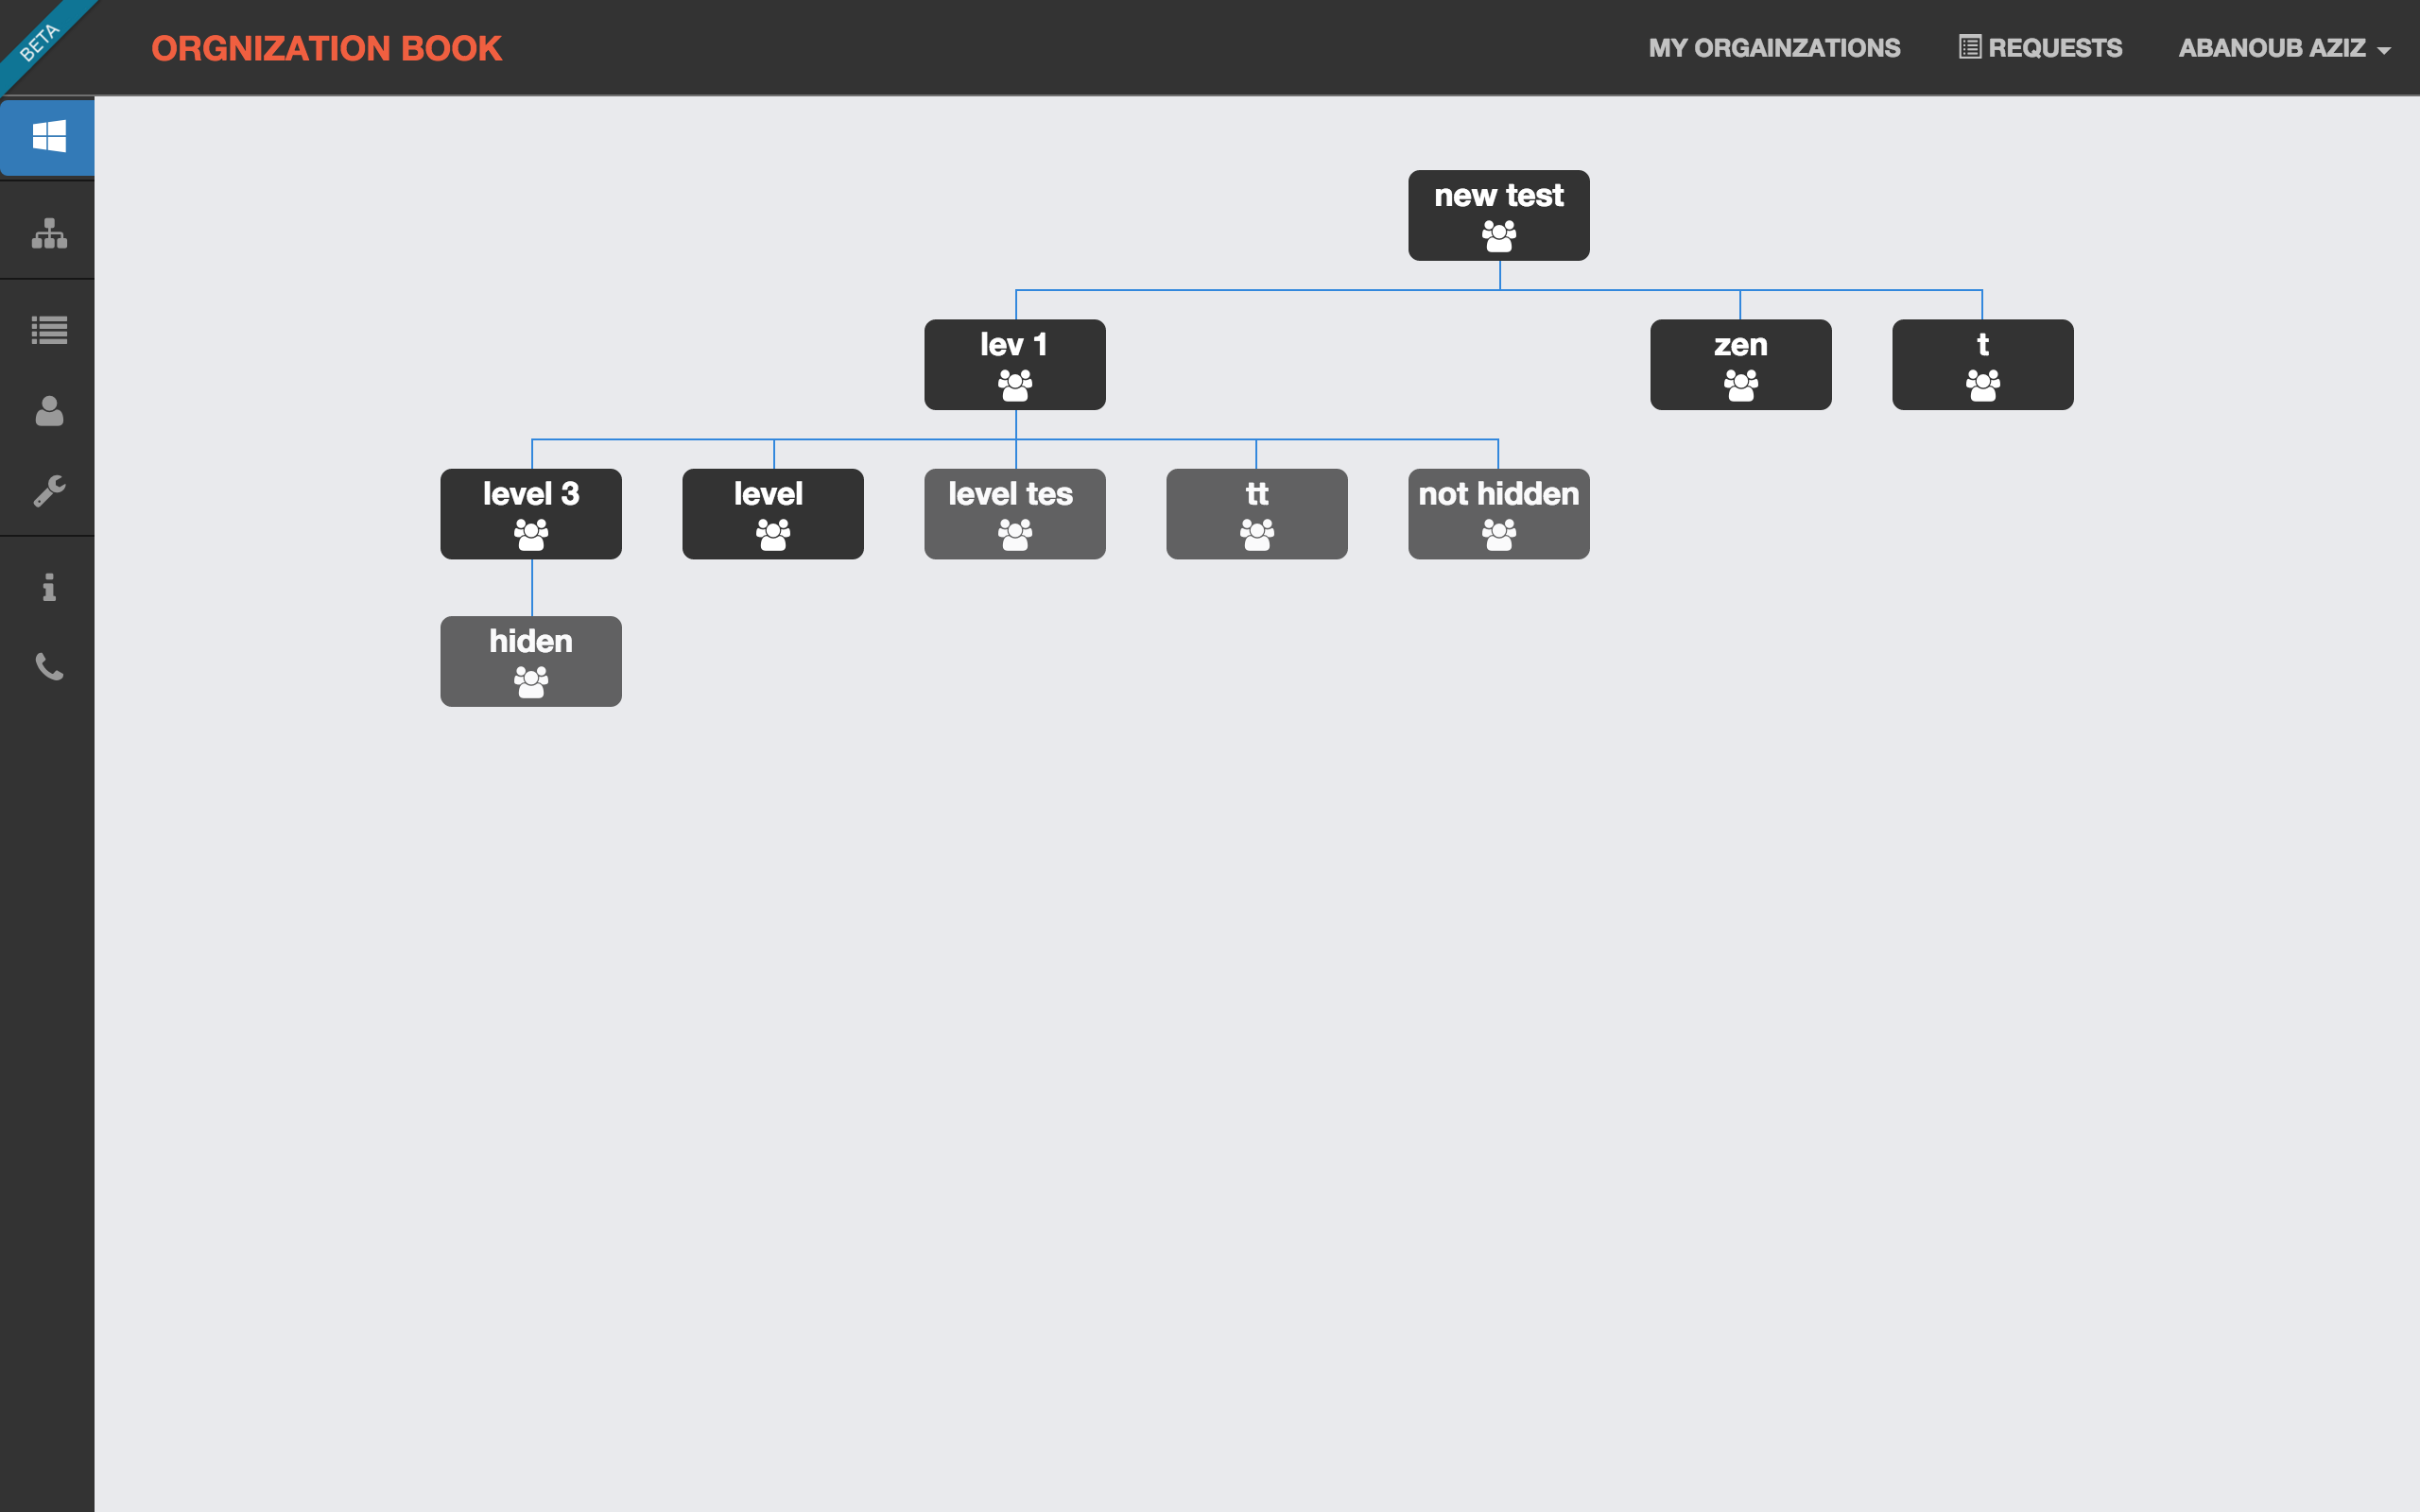 BETA
ORGNIZATION BOOK
MY ORGAINZATIONS
REQUESTS
ABANOUB AZIZ
new test
lev 1
zen
t
level 3
level
level tes
tt
not hidden
hiden